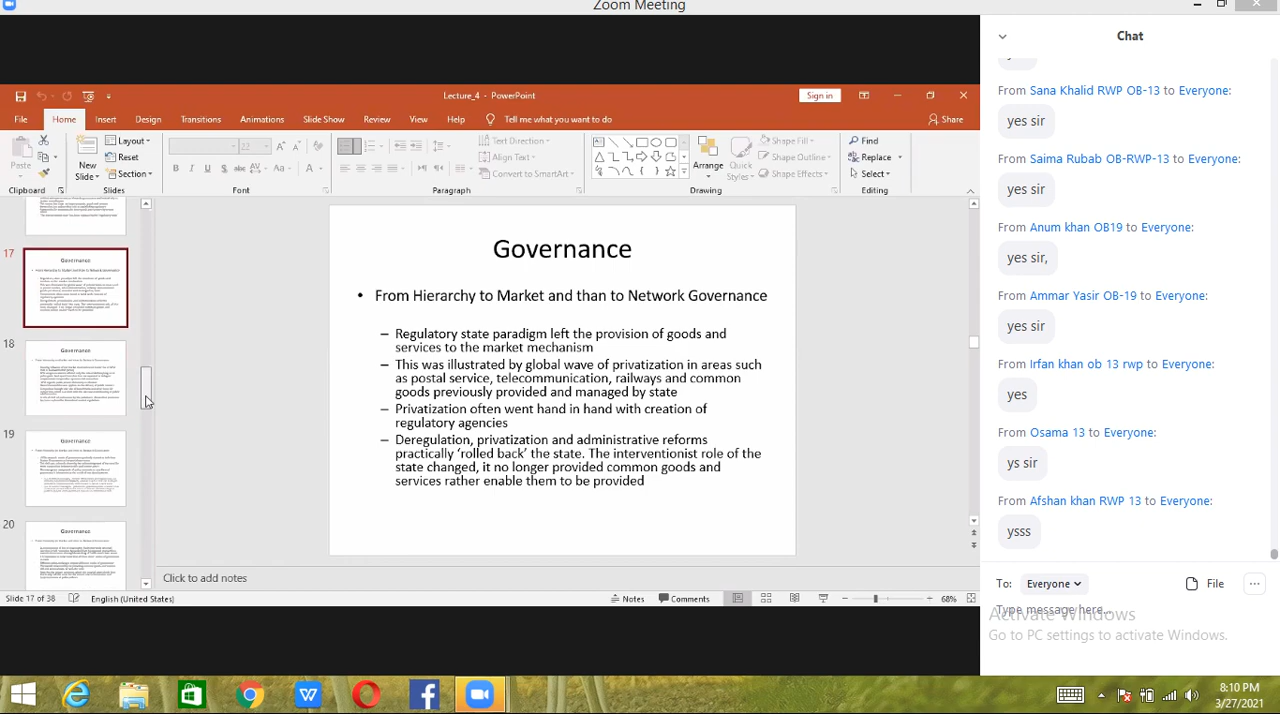 Zoom Meeting
Lecture_4 - PowerPoint
Sign in
File Home Insert Design Transitions Animations Slide Show Review View Help Tell me what you want to do Share
Paste
New Slide
Layout
Reset
Section
B I U S abc AV Aa A
Text Direction
Align Text
Convert to SmartArt
Arrange
Quick Styles
Shape Fill
Shape Outline
Shape Effects
Find
Replace
Select
Clipboard Slides Font Paragraph Drawing Editing
17
18
19
20
Governance
• From Hierarchy to Market and than to Network Governance
– Regulatory state paradigm left the provision of goods and
services to the market mechanism
– This was illustrated by global wave of privatization in areas such
as postal service, telecommunication, railways and common
goods previously provided and managed by state
– Privatization often went hand in hand with creation of
regulatory agencies
– Deregulation, privatization and administrative reforms
practically ‘rolled back’ the state. The interventionist role of the
state changed, it no longer provided common goods and
services rather enable them to be provided
Click to add notes
Slide 17 of 38 English (United States) Notes Comments 68%
Chat
From Sana Khalid RWP OB-13 to Everyone:
yes sir
From Saima Rubab OB-RWP-13 to Everyone:
yes sir
From Anum khan OB19 to Everyone:
yes sir,
From Ammar Yasir OB-19 to Everyone:
yes sir
From Irfan khan ob 13 rwp to Everyone:
yes
From Osama 13 to Everyone:
yes sir
From Afshan khan RWP 13 to Everyone:
ysss
To: Everyone File
Type message here...
Activate Windows
Go to PC settings to activate Windows.
8:10 PM
3/27/2021